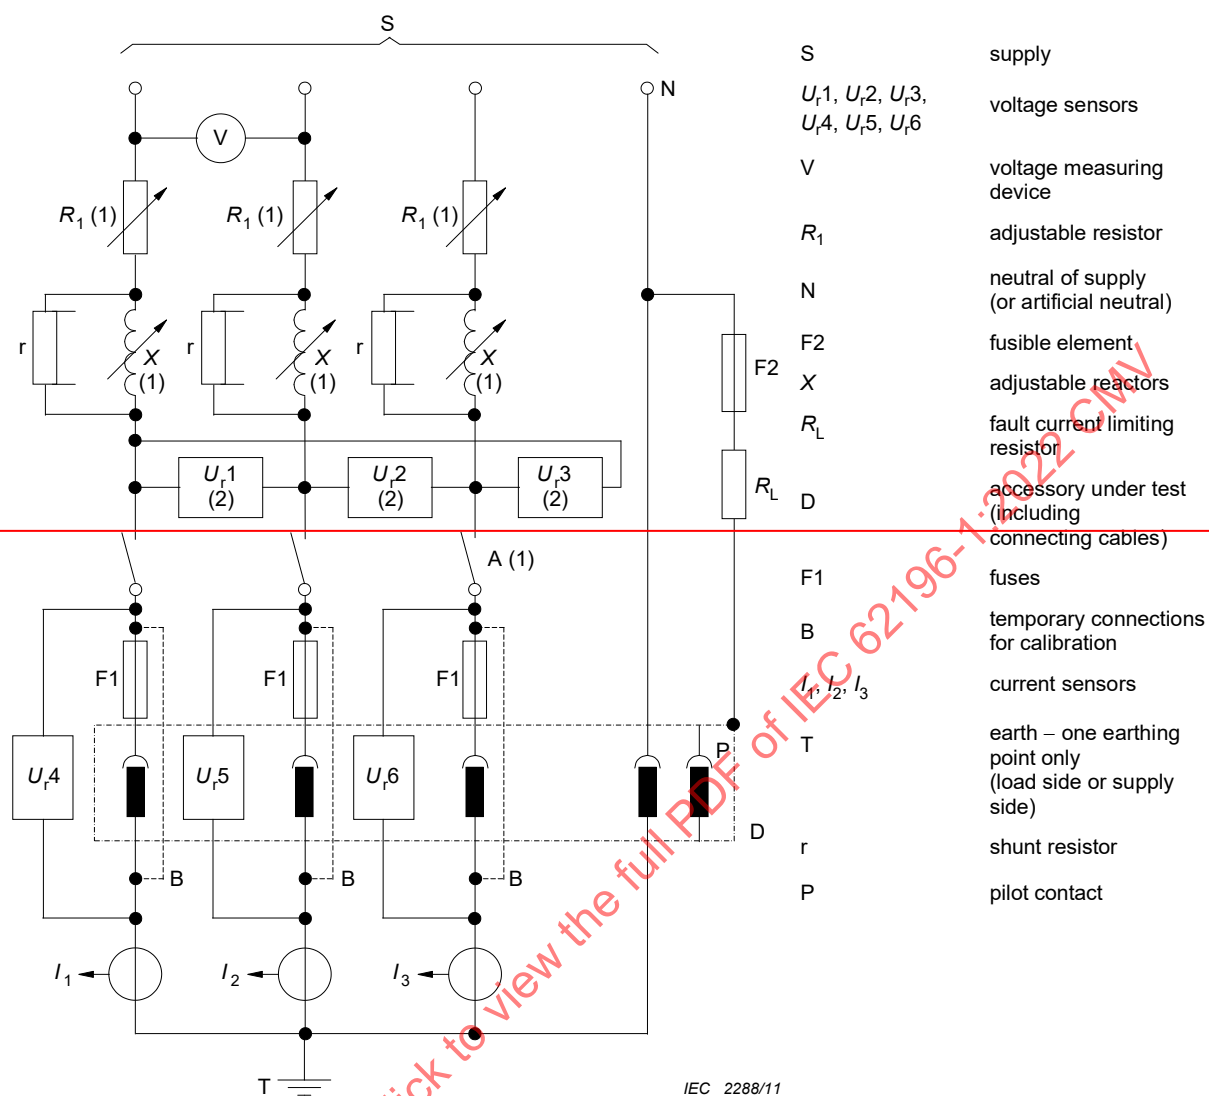 S
N
V
R1 (1)
R1 (1)
R1 (1)
r
X
(1)
r
X
(1)
r
X
(1)
F2
Ur1
(2)
Ur2
(2)
Ur3
(2)
RL
A (1)
F1
F1
F1
Ur4
Ur5
Ur6
P
D
B
B
B
I1
I2
I3
T
IEC 2288/11
S supply
Ur1, Ur2, Ur3,
Ur4, Ur5, Ur6
voltage sensors
V voltage measuring
device
R1 adjustable resistor
N neutral of supply
(or artificial neutral)
F2 fusible element
X adjustable reactors
RL fault current limiting
resistor
D accessory under test
(including
connecting cables)
F1 fuses
B temporary connections
for calibration
I1, I2, I3 current sensors
T earth – one earthing
point only
(load side or supply
side)
r shunt resistor
P pilot contact
lick to view the full PDF of IEC 62196-1:2022 CMV